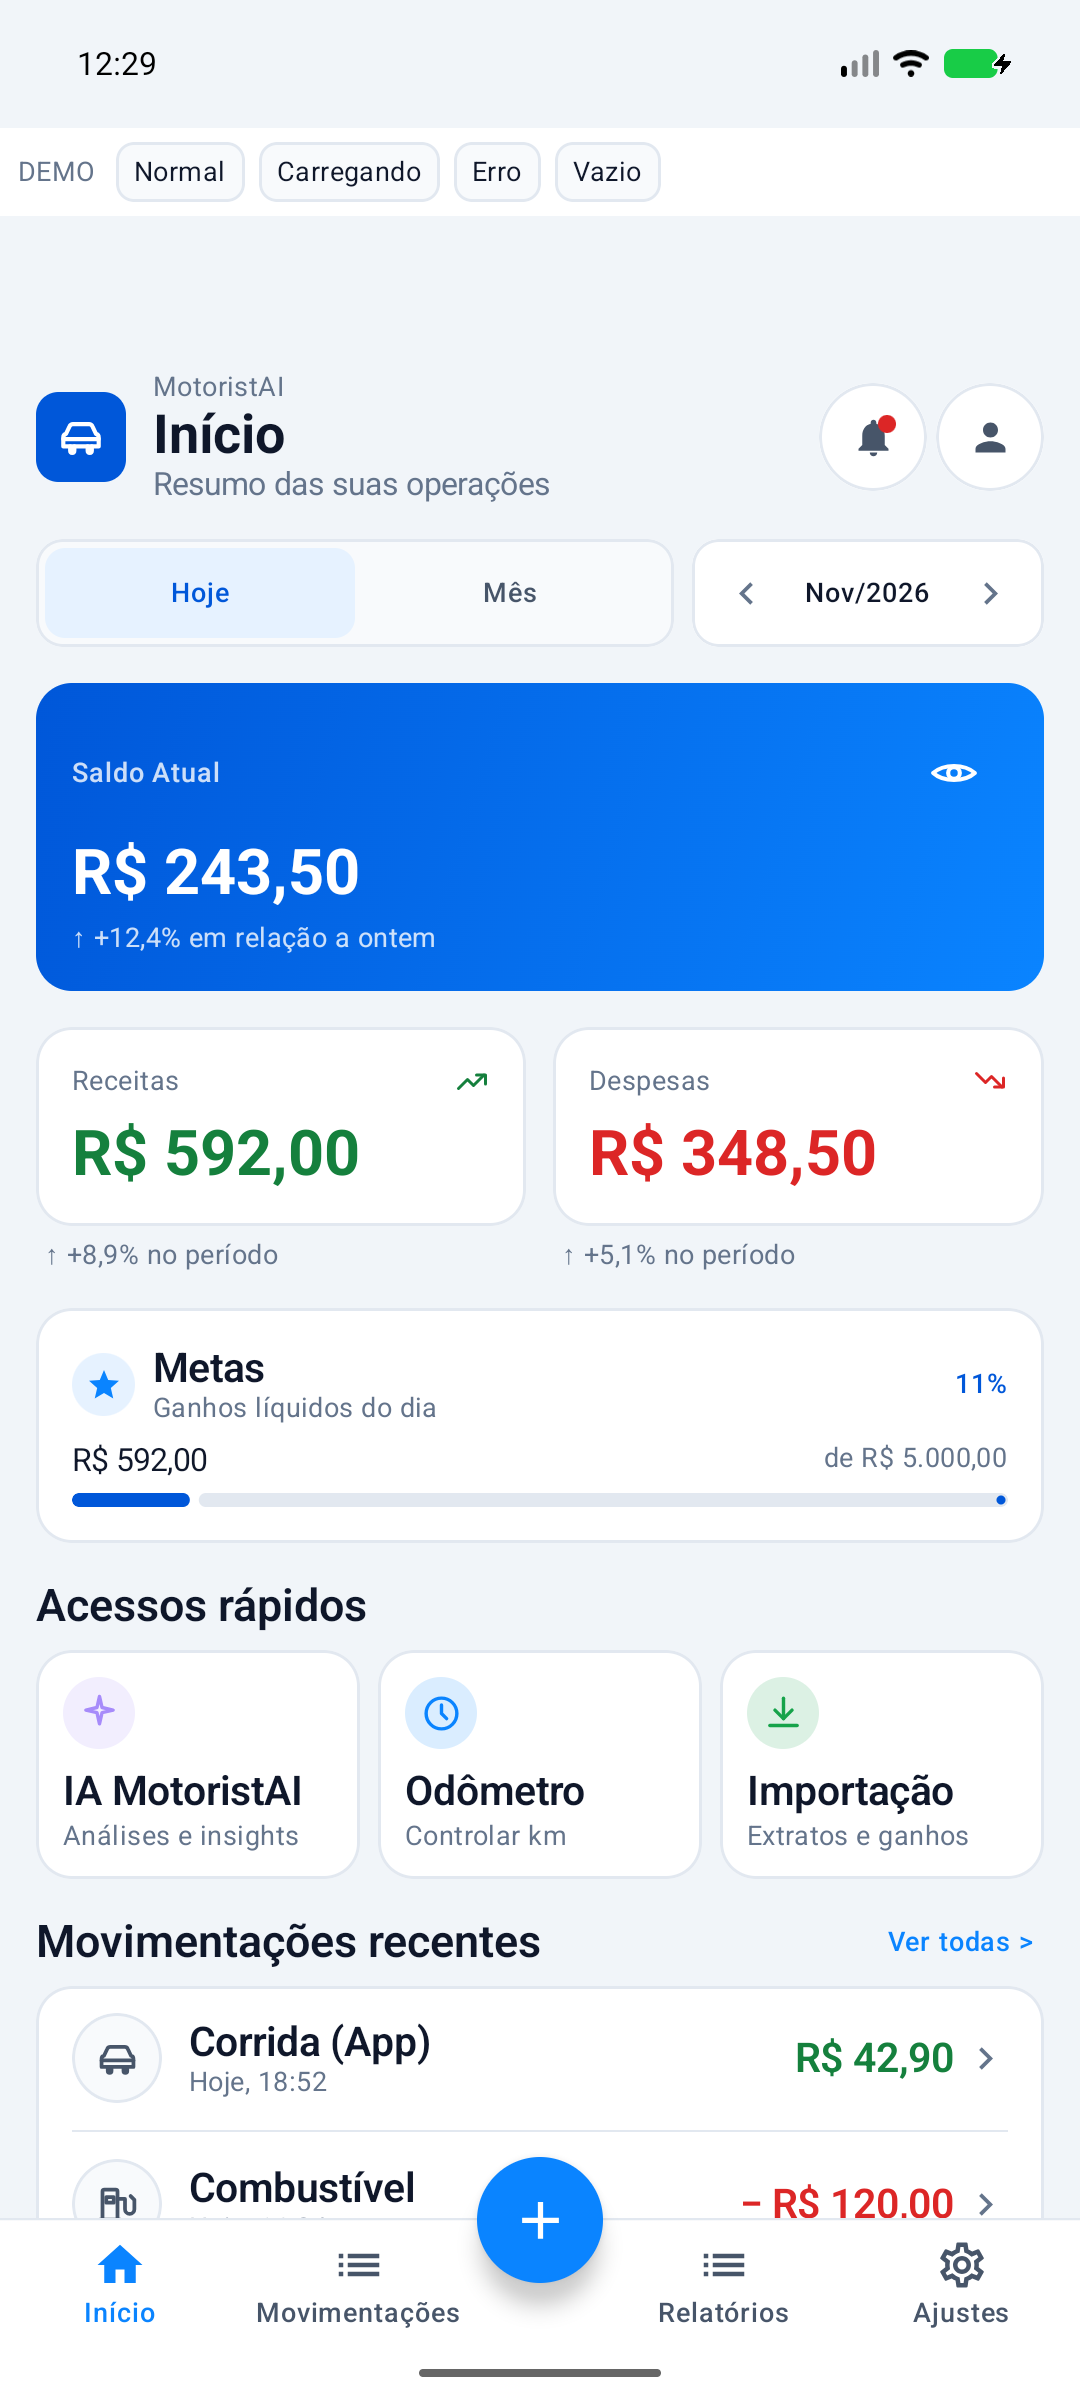 12:29
DEMO Normal Carregando Erro Vazio
MotoristAI
Início
Resumo das suas operações
Hoje Mês Nov/2026
Saldo Atual
R$ 243,50
↑ +12,4% em relação a ontem
Receitas
R$ 592,00
↑ +8,9% no período
Despesas
R$ 348,50
↑ +5,1% no período
Metas
Ganhos líquidos do dia
11%
R$ 592,00
de R$ 5.000,00
Acessos rápidos
IA MotoristAI
Análises e insights
Odômetro
Controlar km
Importação
Extratos e ganhos
Movimentações recentes
Ver todas >
Corrida (App)
Hoje, 18:52
R$ 42,90
Combustível
− R$ 120,00
Início
Movimentações
+
Relatórios
Ajustes